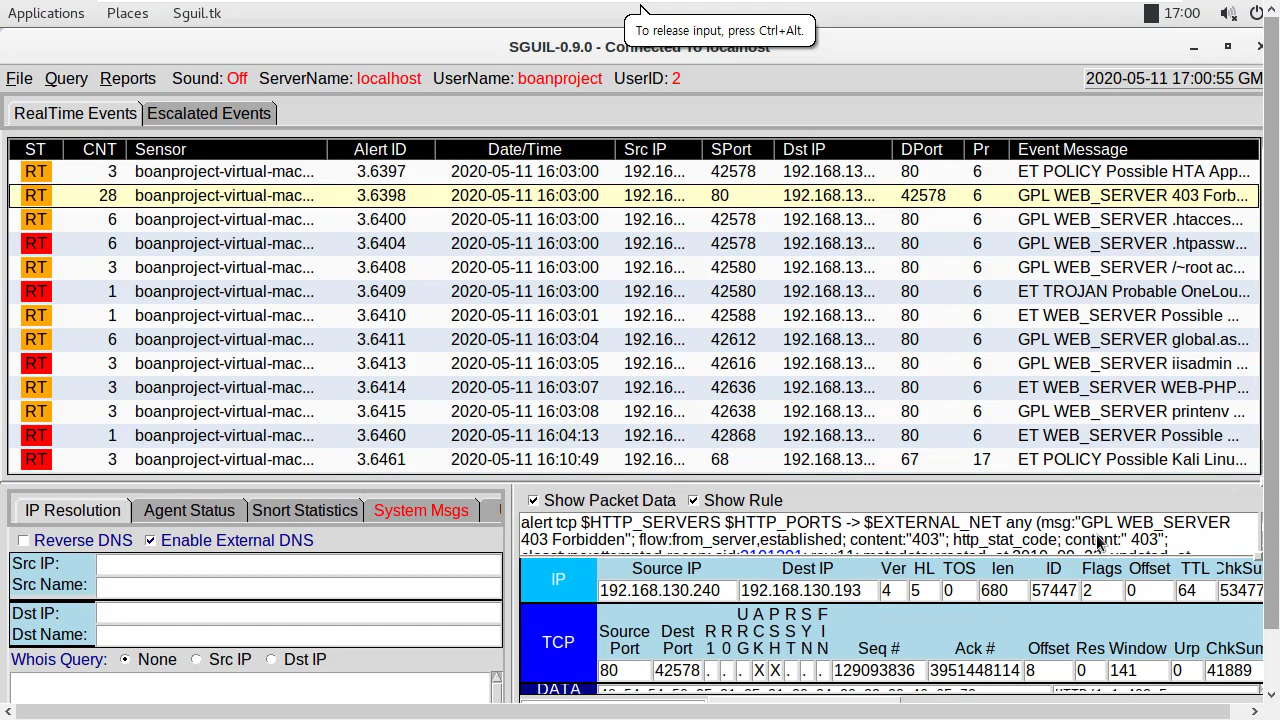 Applications Places Sguil.tk 17:00
To release input, press Ctrl+Alt.
SGUIL-0.9.0 - Connected To localhost
File Query Reports Sound: Off ServerName: localhost UserName: boanproject UserID: 2 2020-05-11 17:00:55 GM
RealTime Events Escalated Events
ST CNT Sensor Alert ID Date/Time Src IP SPort Dst IP DPort Pr Event Message
RT 3 boanproject-virtual-mac... 3.6397 2020-05-11 16:03:00 192.16... 42578 192.168.13... 80 6 ET POLICY Possible HTA App...
RT 28 boanproject-virtual-mac... 3.6398 2020-05-11 16:03:00 192.16... 80 192.168.13... 42578 6 GPL WEB_SERVER 403 Forb...
RT 6 boanproject-virtual-mac... 3.6400 2020-05-11 16:03:00 192.16... 42578 192.168.13... 80 6 GPL WEB_SERVER .htacces...
RT 6 boanproject-virtual-mac... 3.6404 2020-05-11 16:03:00 192.16... 42578 192.168.13... 80 6 GPL WEB_SERVER .htpassw...
RT 3 boanproject-virtual-mac... 3.6408 2020-05-11 16:03:00 192.16... 42580 192.168.13... 80 6 GPL WEB_SERVER /~root ac...
RT 1 boanproject-virtual-mac... 3.6409 2020-05-11 16:03:00 192.16... 42580 192.168.13... 80 6 ET TROJAN Probable OneLou...
RT 1 boanproject-virtual-mac... 3.6410 2020-05-11 16:03:01 192.16... 42588 192.168.13... 80 6 ET WEB_SERVER Possible ...
RT 6 boanproject-virtual-mac... 3.6411 2020-05-11 16:03:04 192.16... 42612 192.168.13... 80 6 GPL WEB_SERVER global.as...
RT 3 boanproject-virtual-mac... 3.6413 2020-05-11 16:03:05 192.16... 42616 192.168.13... 80 6 GPL WEB_SERVER iisadmin ...
RT 3 boanproject-virtual-mac... 3.6414 2020-05-11 16:03:07 192.16... 42636 192.168.13... 80 6 ET WEB_SERVER WEB-PHP...
RT 3 boanproject-virtual-mac... 3.6415 2020-05-11 16:03:08 192.16... 42638 192.168.13... 80 6 GPL WEB_SERVER printenv ...
RT 1 boanproject-virtual-mac... 3.6460 2020-05-11 16:04:13 192.16... 42868 192.168.13... 80 6 ET WEB_SERVER Possible ...
RT 3 boanproject-virtual-mac... 3.6461 2020-05-11 16:10:49 192.16... 68 192.168.13... 67 17 ET POLICY Possible Kali Linu...
IP Resolution Agent Status Snort Statistics System Msgs
Reverse DNS Enable External DNS
Src IP:
Src Name:
Dst IP:
Dst Name:
Whois Query: None Src IP Dst IP
Show Packet Data Show Rule
alert tcp $HTTP_SERVERS $HTTP_PORTS -> $EXTERNAL_NET any (msg:"GPL WEB_SERVER
403 Forbidden"; flow:from_server,established; content:"403"; http_stat_code; content:" 403";
IP Source IP Dest IP Ver HL TOS len ID Flags Offset TTL ChkSu
192.168.130.240 192.168.130.193 4 5 0 680 57447 2 0 64 53477
TCP Source Port Dest Port R1 R0 URG ACK PSH RST SYN FIN Seq # Ack # Offset Res Window Urp ChkSum
80 42578 . . . X X . . . 129093836 3951448114 8 0 141 0 41889
DATA